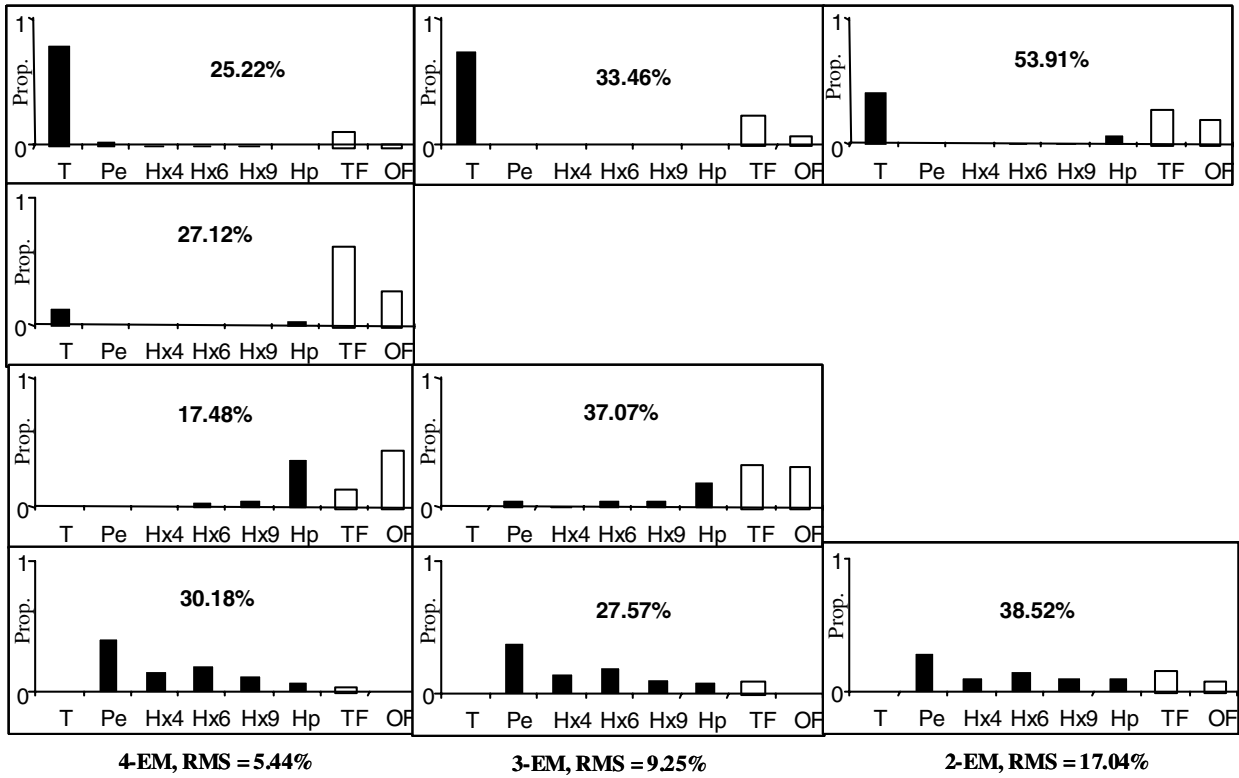 1
Prop.
25.22%
0
T Pe Hx4 Hx6 Hx9 Hp TF OF
1
Prop.
33.46%
0
T Pe Hx4 Hx6 Hx9 Hp TF OF
1
Prop.
53.91%
0
T Pe Hx4 Hx6 Hx9 Hp TF OF
1
Prop.
27.12%
0
T Pe Hx4 Hx6 Hx9 Hp TF OF
1
Prop.
17.48%
0
T Pe Hx4 Hx6 Hx9 Hp TF OF
1
Prop.
37.07%
0
T Pe Hx4 Hx6 Hx9 Hp TF OF
1
Prop.
30.18%
0
T Pe Hx4 Hx6 Hx9 Hp TF OF
1
Prop.
27.57%
0
T Pe Hx4 Hx6 Hx9 Hp TF OF
1
Prop.
38.52%
0
T Pe Hx4 Hx6 Hx9 Hp TF OF
4-EM, RMS = 5.44%
3-EM, RMS = 9.25%
2-EM, RMS = 17.04%